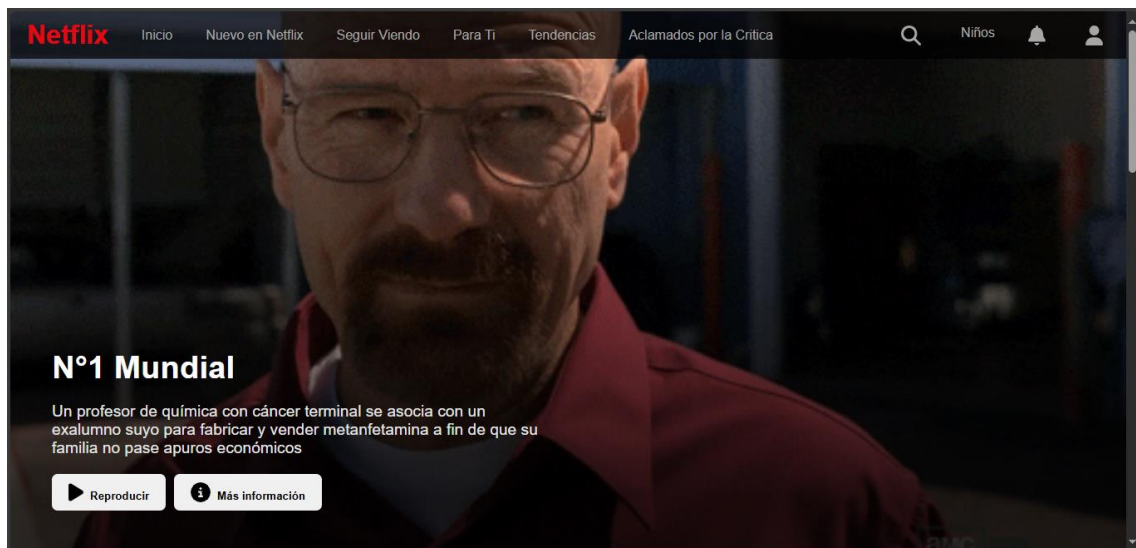 Netflix Inicio Nuevo en Netflix Seguir Viendo Para Ti Tendencias Aclamados por la Critica Niños
N°1 Mundial
Un profesor de química con cáncer terminal se asocia con un
exalumno suyo para fabricar y vender metanfetamina a fin de que su
familia no pase apuros económicos
Reproducir Más información
amc